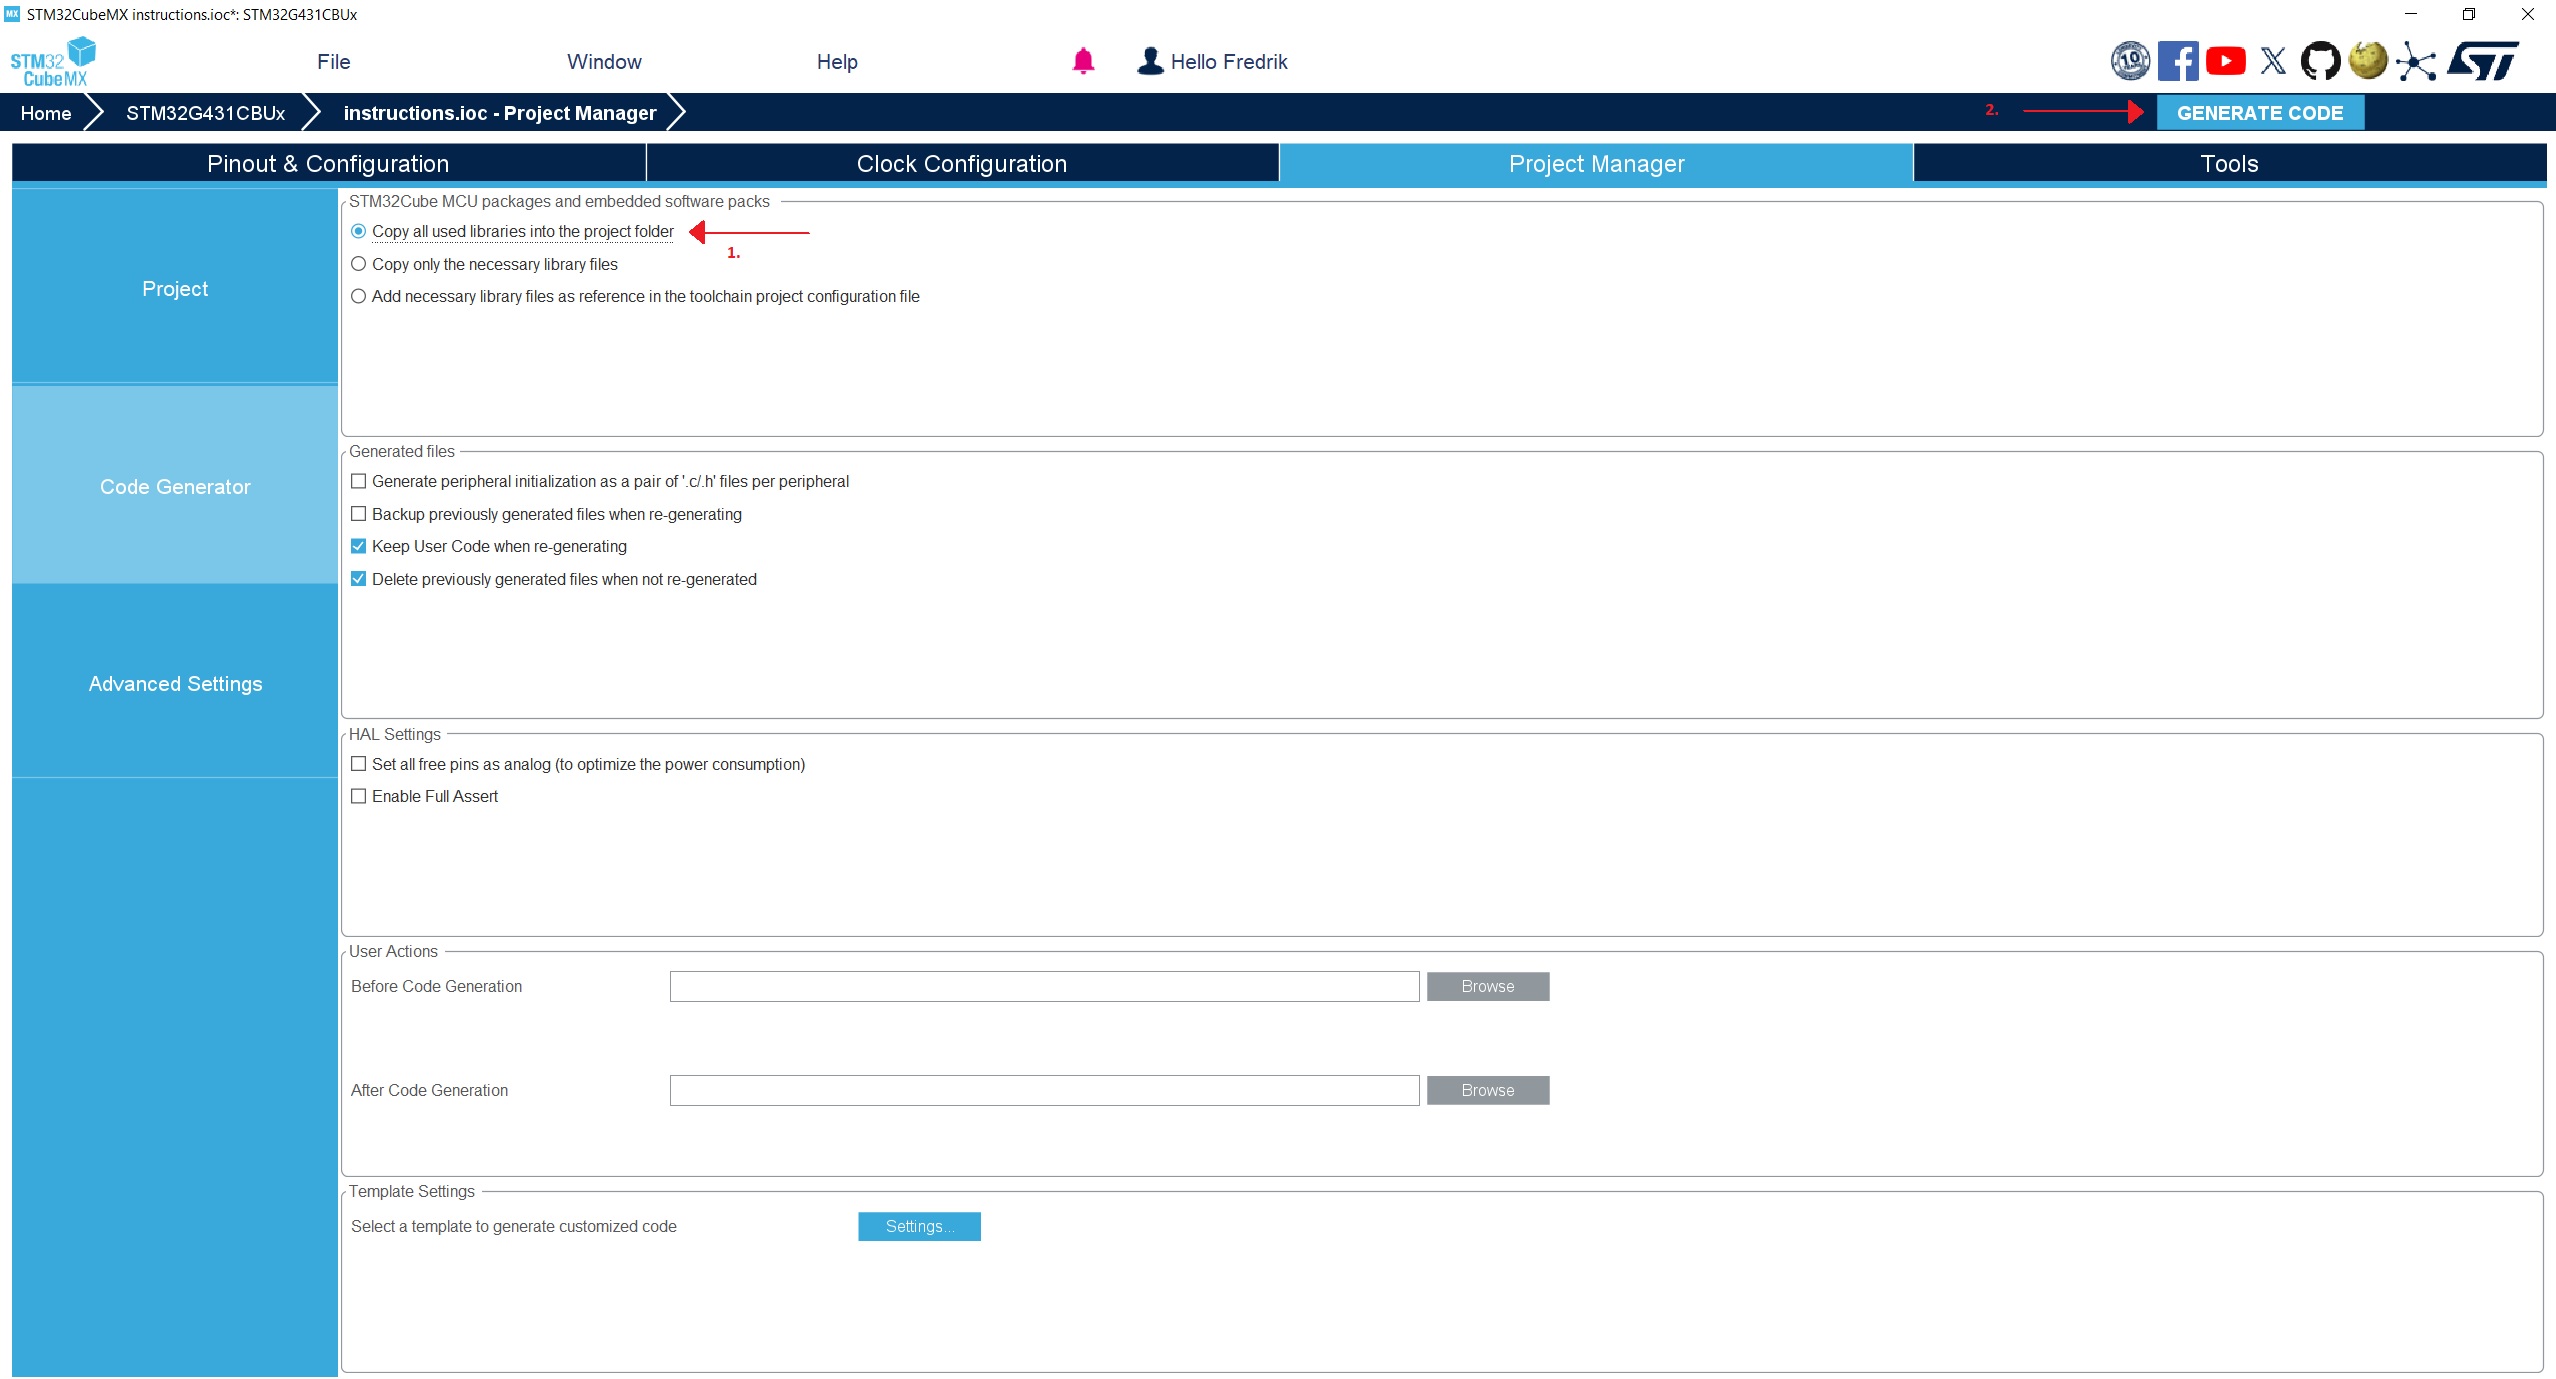 MX STM32CubeMX instructions.ioc*: STM32G431CBUx
STM32
CubeMX
File Window Help Hello Fredrik
10
ST
Home STM32G431CBUx instructions.ioc - Project Manager 2. GENERATE CODE
Pinout & Configuration Clock Configuration Project Manager Tools
Project
Code Generator
Advanced Settings
STM32Cube MCU packages and embedded software packs
Copy all used libraries into the project folder
1.
Copy only the necessary library files
Add necessary library files as reference in the toolchain project configuration file
Generated files
Generate peripheral initialization as a pair of '.c/.h' files per peripheral
Backup previously generated files when re-generating
Keep User Code when re-generating
Delete previously generated files when not re-generated
HAL Settings
Set all free pins as analog (to optimize the power consumption)
Enable Full Assert
User Actions
Before Code Generation Browse
After Code Generation Browse
Template Settings
Select a template to generate customized code Settings...